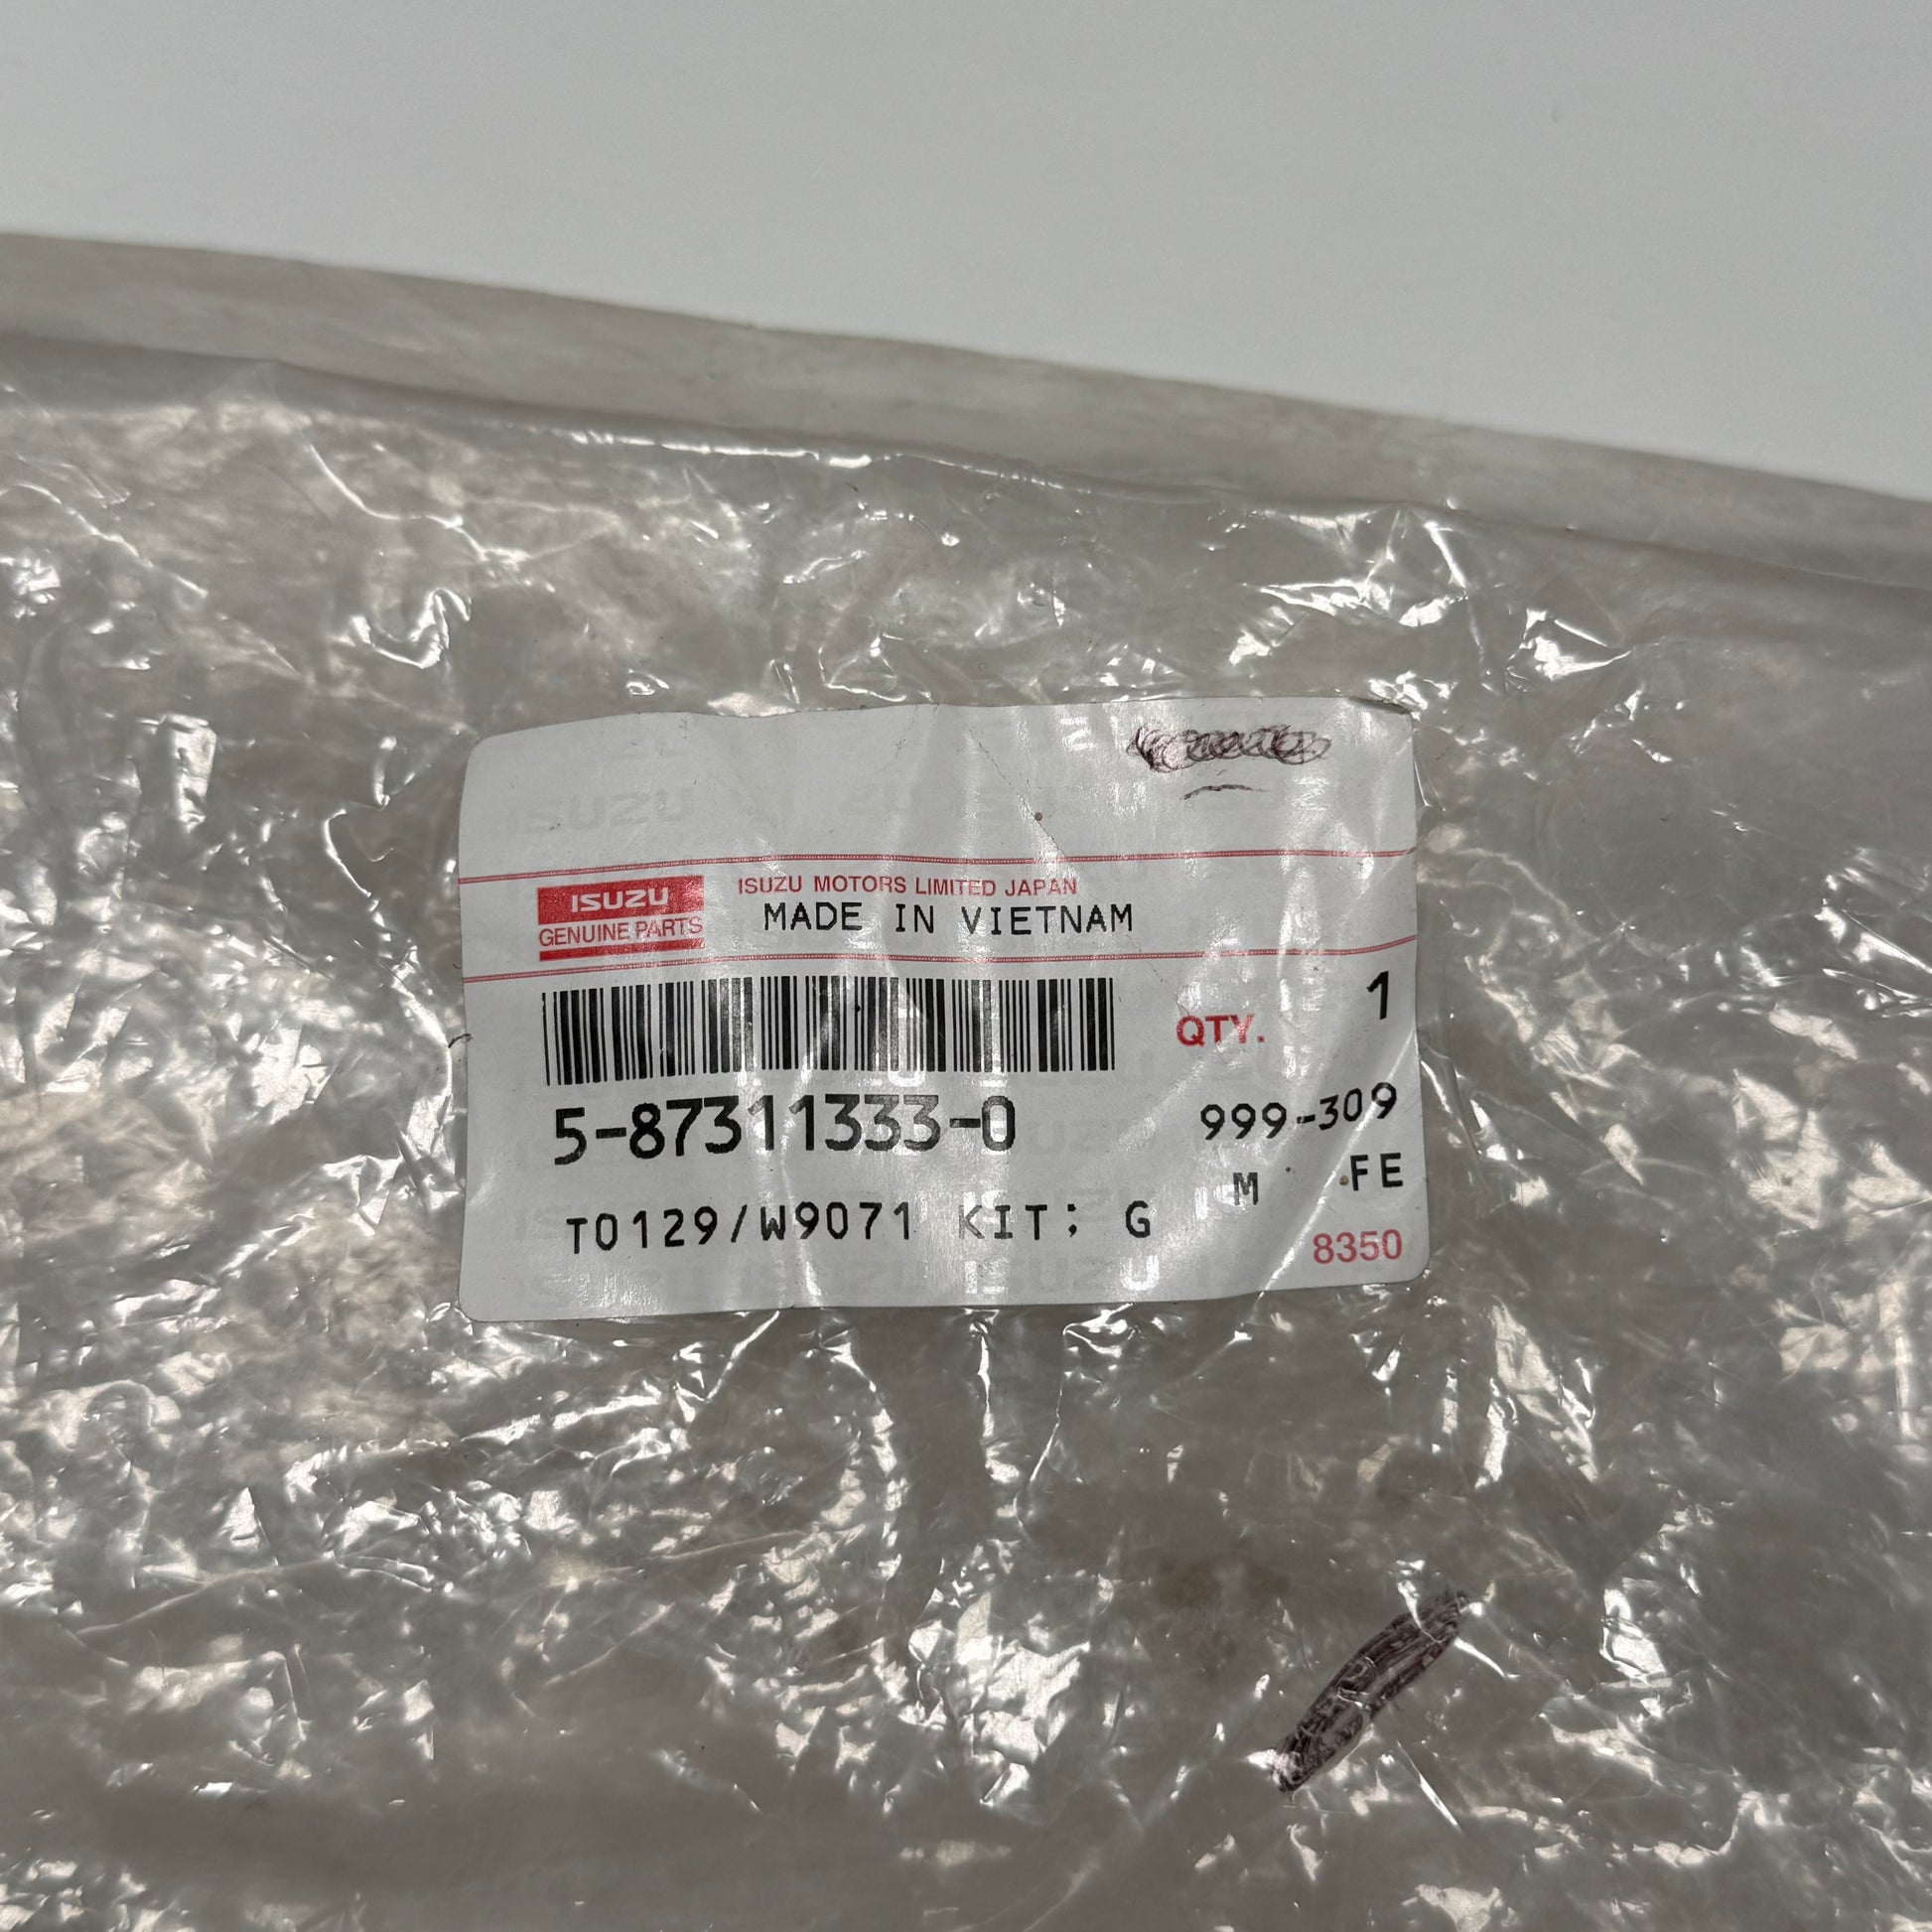 ISUZU
GENUINE PARTS
ISUZU MOTORS LIMITED JAPAN
MADE IN VIETNAM
QTY. 1
5-87311333-0
999-309
M FE
T0129/W9071 KIT; G
8350